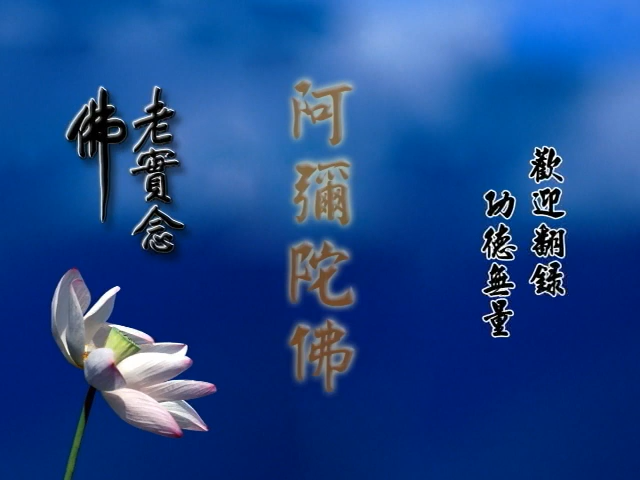 歡迎翻錄
功德無量
阿彌陀佛
老實念
佛